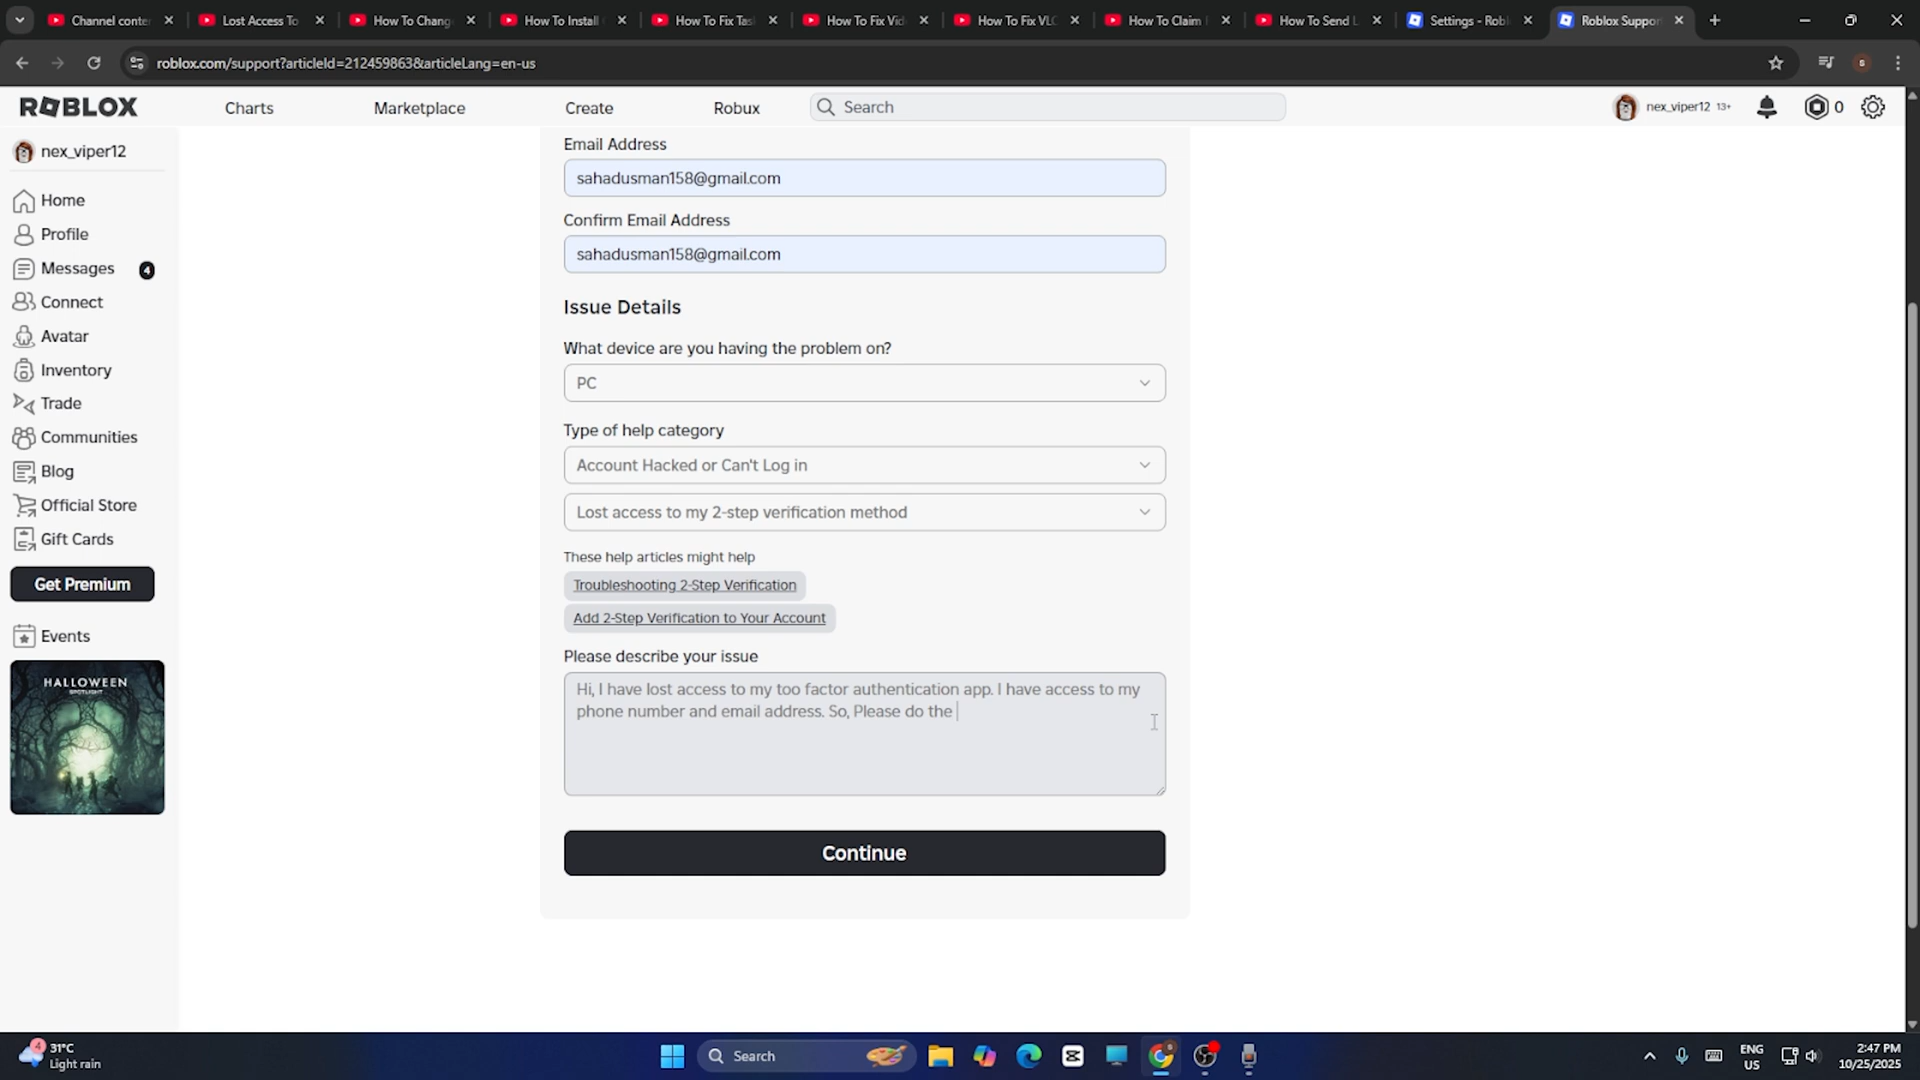 Channel conter
Lost Access To
How To Chang
How To Install
How To Fix Tas
How To Fix Vid
How To Fix VLC
How To Claim
How To Send L
Settings - Robl
Roblox Suppor
roblox.com/support?articleId=212459863&articleLang=en-us
ROBLOX
Charts
Marketplace
Create
Robux
Search
nex_viper12 13+
0
nex_viper12
Home
Profile
Messages 4
Connect
Avatar
Inventory
Trade
Communities
Blog
Official Store
Gift Cards
Get Premium
Events
HALLOWEEN
SPOTLIGHT
Email Address
sahadusman158@gmail.com
Confirm Email Address
sahadusman158@gmail.com
Issue Details
What device are you having the problem on?
PC
Type of help category
Account Hacked or Can't Log in
Lost access to my 2-step verification method
These help articles might help
Troubleshooting 2-Step Verification
Add 2-Step Verification to Your Account
Please describe your issue
Hi, I have lost access to my too factor authentication app. I have access to my
phone number and email address. So, Please do the
Continue
4
31°C
Light rain
Search
ENG
US
2:47 PM
10/25/2025